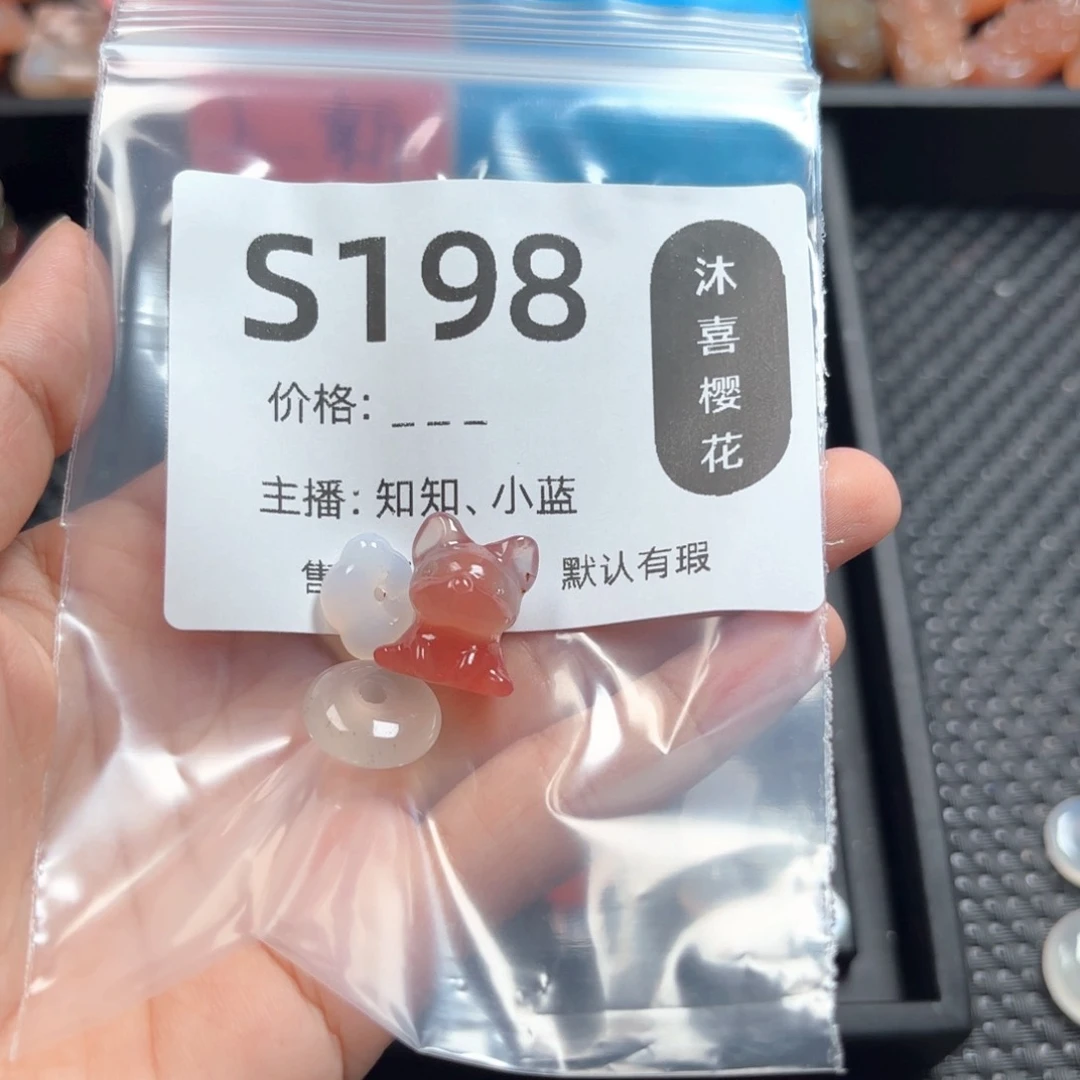 S198
价格: _ _ _
主播: 知知、小蓝
售
默认有瑕
沐喜樱花